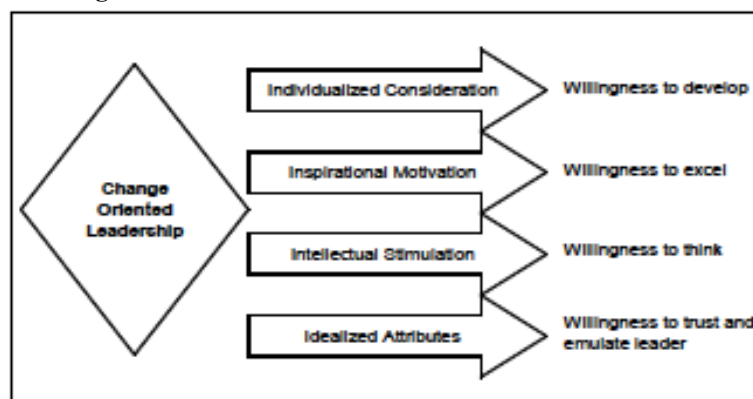 Change
Oriented
Leadership
Individualized Consideration
Willingness to develop
Inspirational Motivation
Willingness to excel
Intellectual Stimulation
Willingness to think
Idealized Attributes
Willingness to trust and
emulate leader